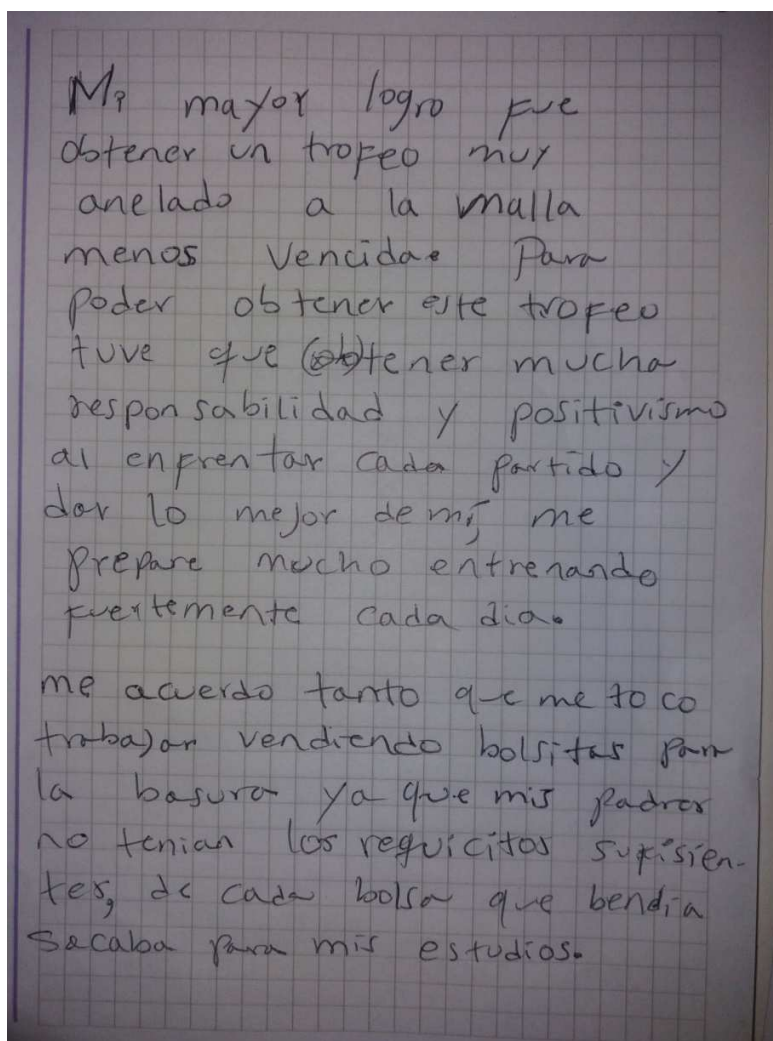 Mi mayor logro fue
obtener un trofeo muy
anelado a la malla
menos vencida. Para
poder obtener este trofeo
tuve que obtener mucha
responsabilidad y positivismo
al enfrentar cada partido y
dar lo mejor de mí, me
prepare mucho entrenando
fuertemente cada dia.
me acuerdo tanto que me toco
trabajar vendiendo bolsitas para
la basura ya que mis padres
no tenian los requicitos sufisien-
tes, de cada bolsa que bendia
sacaba para mis estudios.